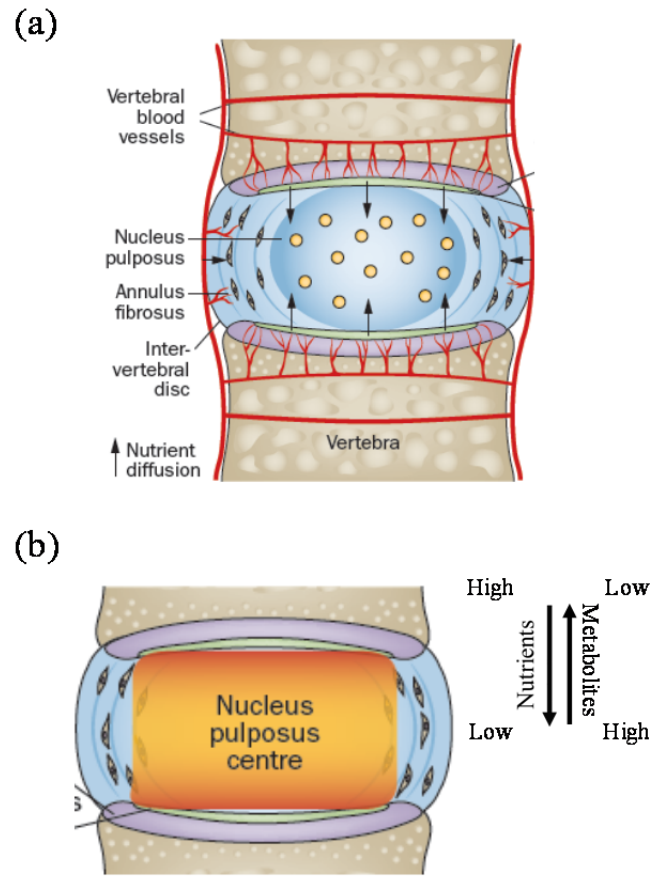 (a)
Vertebral
blood
vessels
Nucleus
pulposus
Annulus
fibrosus
Inter-
vertebral
disc
Nutrient
diffusion
Vertebra
(b)
Nucleus
pulposus
centre
s
High
Low
Nutrients
Metabolites
Low
High